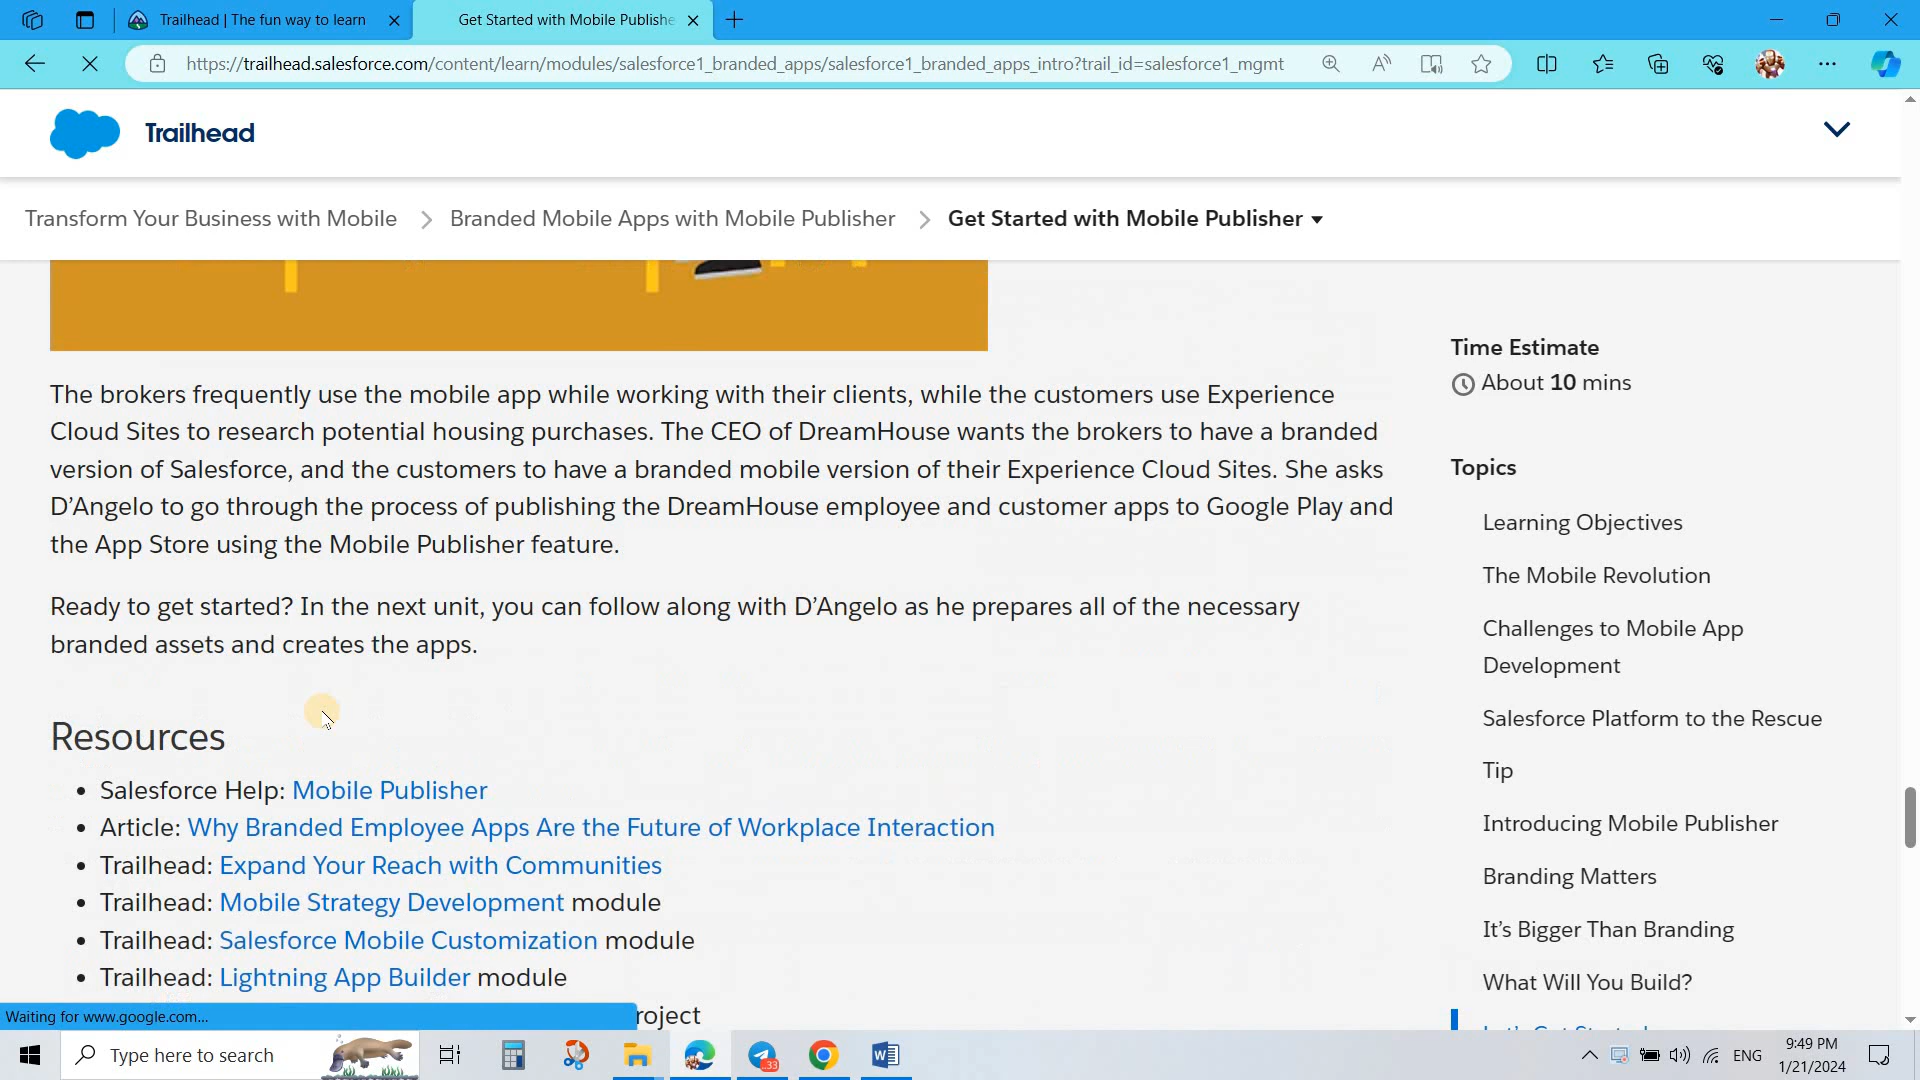 Trailhead | The fun way to learn
Get Started with Mobile Publishe
https://trailhead.salesforce.com/content/learn/modules/salesforce1_branded_apps/salesforce1_branded_apps_intro?trail_id=salesforce1_mgmt
Trailhead
Transform Your Business with Mobile
Branded Mobile Apps with Mobile Publisher
Get Started with Mobile Publisher
The brokers frequently use the mobile app while working with their clients, while the customers use Experience
Cloud Sites to research potential housing purchases. The CEO of DreamHouse wants the brokers to have a branded
version of Salesforce, and the customers to have a branded mobile version of their Experience Cloud Sites. She asks
D’Angelo to go through the process of publishing the DreamHouse employee and customer apps to Google Play and
the App Store using the Mobile Publisher feature.
Ready to get started? In the next unit, you can follow along with D’Angelo as he prepares all of the necessary
branded assets and creates the apps.
Resources
• Salesforce Help: Mobile Publisher
• Article: Why Branded Employee Apps Are the Future of Workplace Interaction
• Trailhead: Expand Your Reach with Communities
• Trailhead: Mobile Strategy Development module
• Trailhead: Salesforce Mobile Customization module
• Trailhead: Lightning App Builder module
roject
Time Estimate
About 10 mins
Topics
Learning Objectives
The Mobile Revolution
Challenges to Mobile App
Development
Salesforce Platform to the Rescue
Tip
Introducing Mobile Publisher
Branding Matters
It’s Bigger Than Branding
What Will You Build?
Waiting for www.google.com...
Type here to search
33
ENG
9:49 PM
1/21/2024